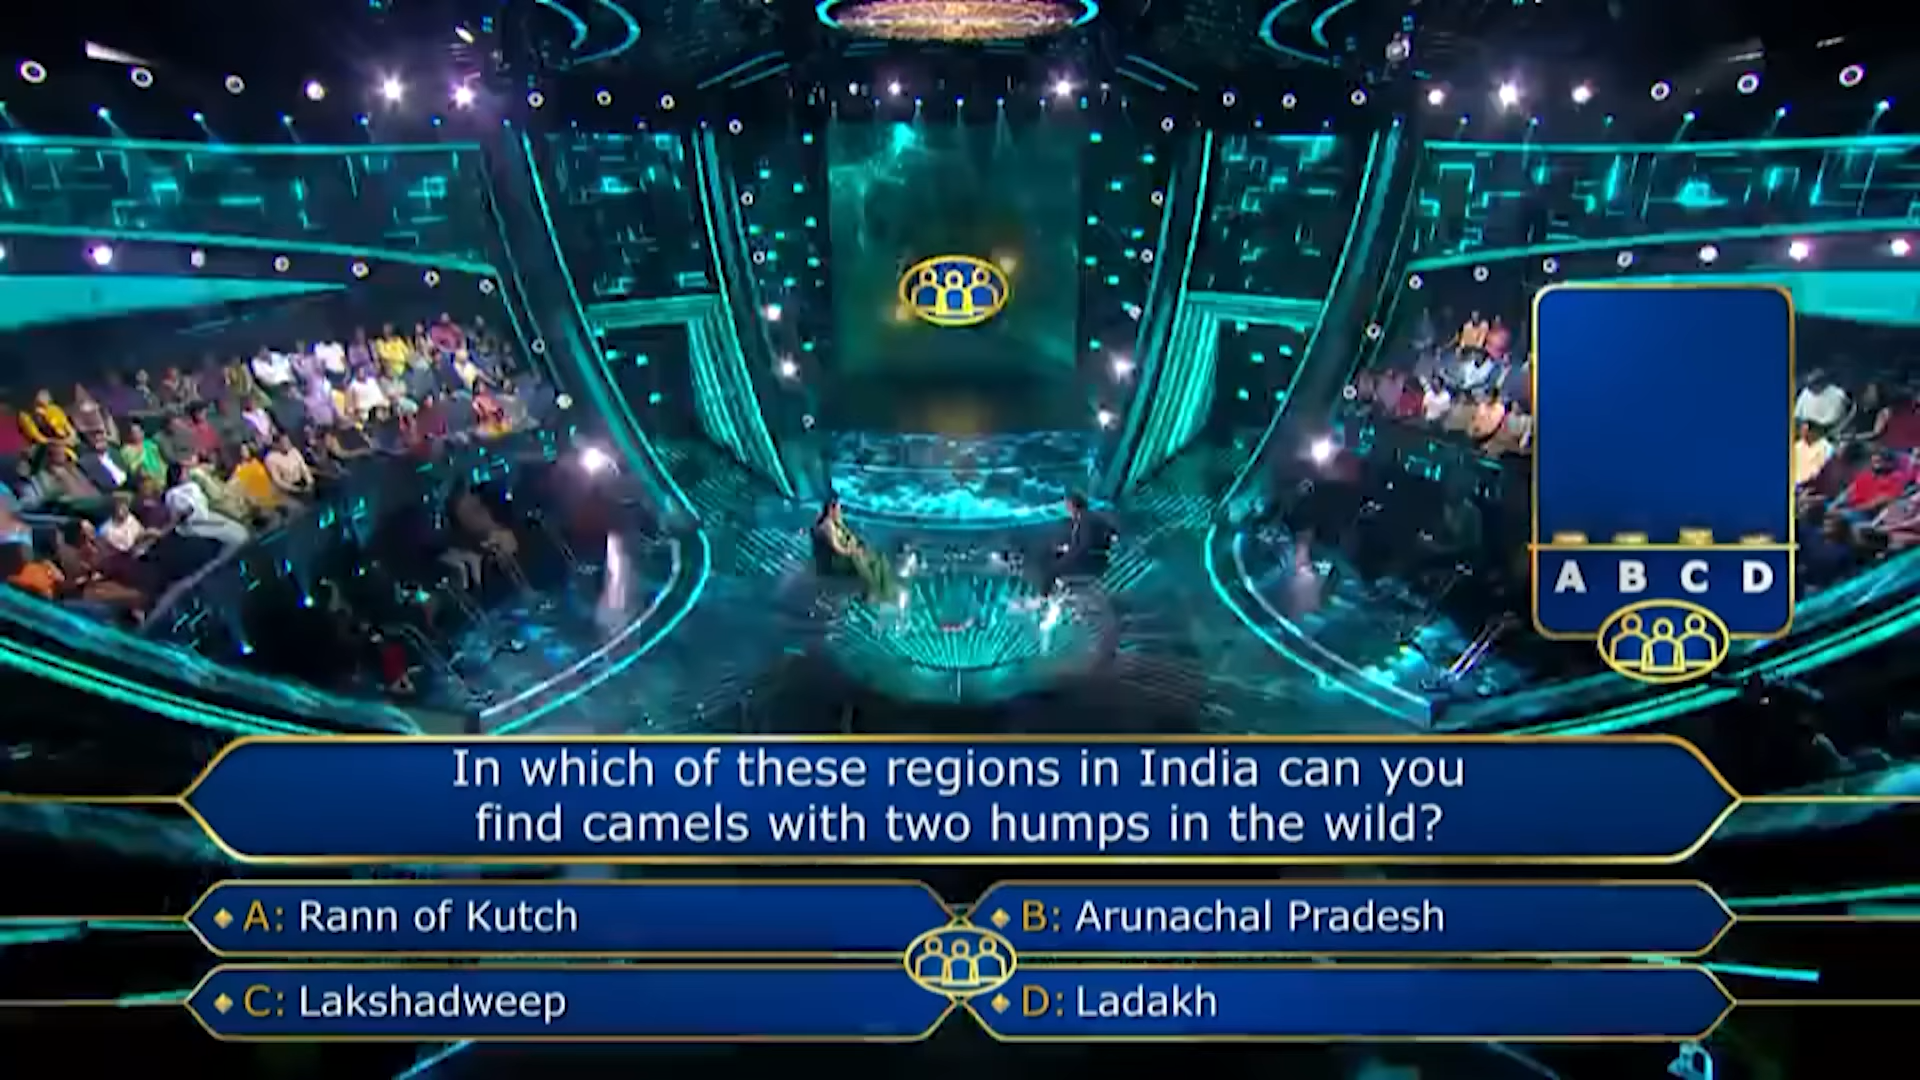 A B C D
In which of these regions in India can you
find camels with two humps in the wild?
A: Rann of Kutch
B: Arunachal Pradesh
C: Lakshadweep
D: Ladakh